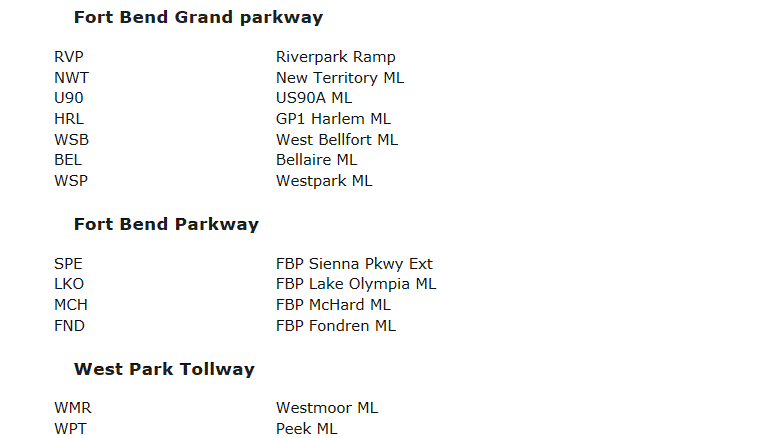 Fort Bend Grand parkway
RVP Riverpark Ramp
NWT New Territory ML
U90 US90A ML
HRL GP1 Harlem ML
WSB West Bellfort ML
BEL Bellaire ML
WSP Westpark ML
Fort Bend Parkway
SPE FBP Sienna Pkwy Ext
LKO FBP Lake Olympia ML
MCH FBP McHard ML
FND FBP Fondren ML
West Park Tollway
WMR Westmoor ML
WPT Peek ML